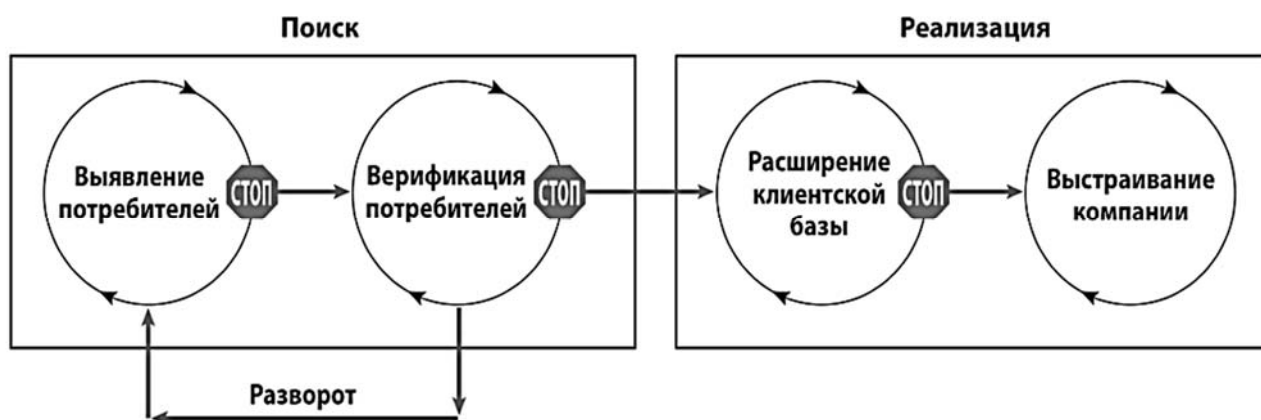 Поиск
Реализация
Выявление
потребителей
СТОП
Верификация
потребителей
СТОП
Расширение
клиентской
базы
СТОП
Выстраивание
компании
Разворот